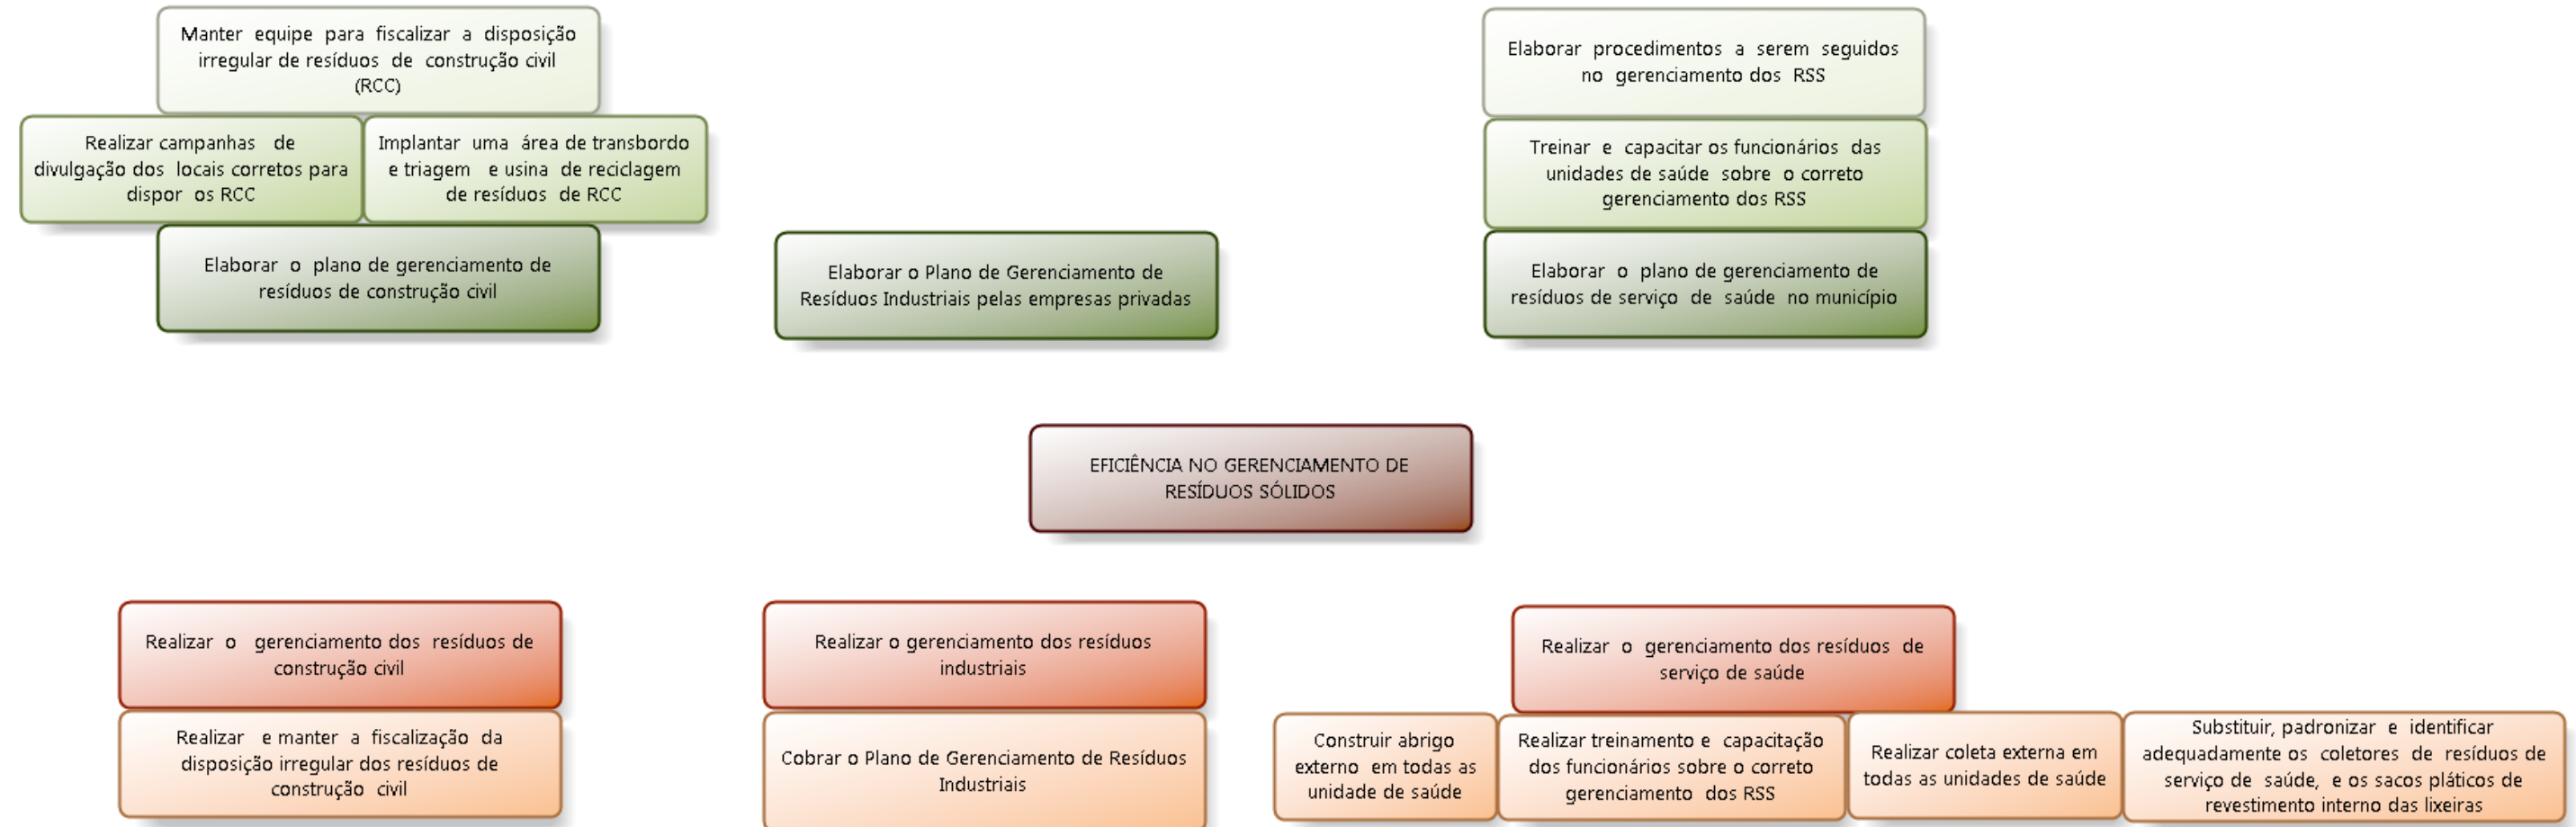 Manter equipe para fiscalizar a disposição
irregular de resíduos de construção civil
(RCC)
Realizar campanhas de
divulgação dos locais corretos para
dispor os RCC
Implantar uma área de transbordo
e triagem e usina de reciclagem
de resíduos de RCC
Elaborar o plano de gerenciamento de
resíduos de construção civil
Elaborar o Plano de Gerenciamento de
Resíduos Industriais pelas empresas privadas
Elaborar procedimentos a serem seguidos
no gerenciamento dos RSS
Treinar e capacitar os funcionários das
unidades de saúde sobre o correto
gerenciamento dos RSS
Elaborar o plano de gerenciamento de
resíduos de serviço de saúde no município
EFICIÊNCIA NO GERENCIAMENTO DE
RESÍDUOS SÓLIDOS
Realizar o gerenciamento dos resíduos de
construção civil
Realizar e manter a fiscalização da
disposição irregular dos resíduos de
construção civil
Realizar o gerenciamento dos resíduos
industriais
Cobrar o Plano de Gerenciamento de Resíduos
Industriais
Realizar o gerenciamento dos resíduos de
serviço de saúde
Construir abrigo
externo em todas as
unidade de saúde
Realizar treinamento e capacitação
dos funcionários sobre o correto
gerenciamento dos RSS
Realizar coleta externa em
todas as unidades de saúde
Substituir, padronizar e identificar
adequadamente os coletores de resíduos de
serviço de saúde, e os sacos pláticos de
revestimento interno das lixeiras